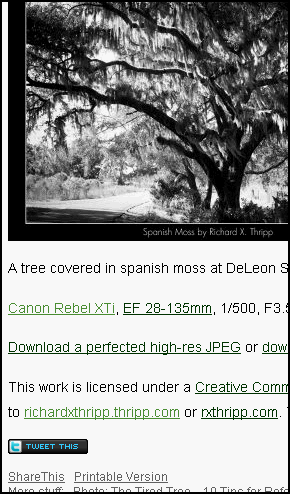 Spanish Moss by Richard X. Thripp
A tree covered in spanish moss at DeLeon S
Canon Rebel XTi, EF 28-135mm, 1/500, F3.5
Download a perfected high-res JPEG or dow
This work is licensed under a Creative Comm
to richardxthripp.thripp.com or rxthripp.com.
TWEET THIS
ShareThis Printable Version
More stuff: Photo: The Tired Tree 10 Tips for